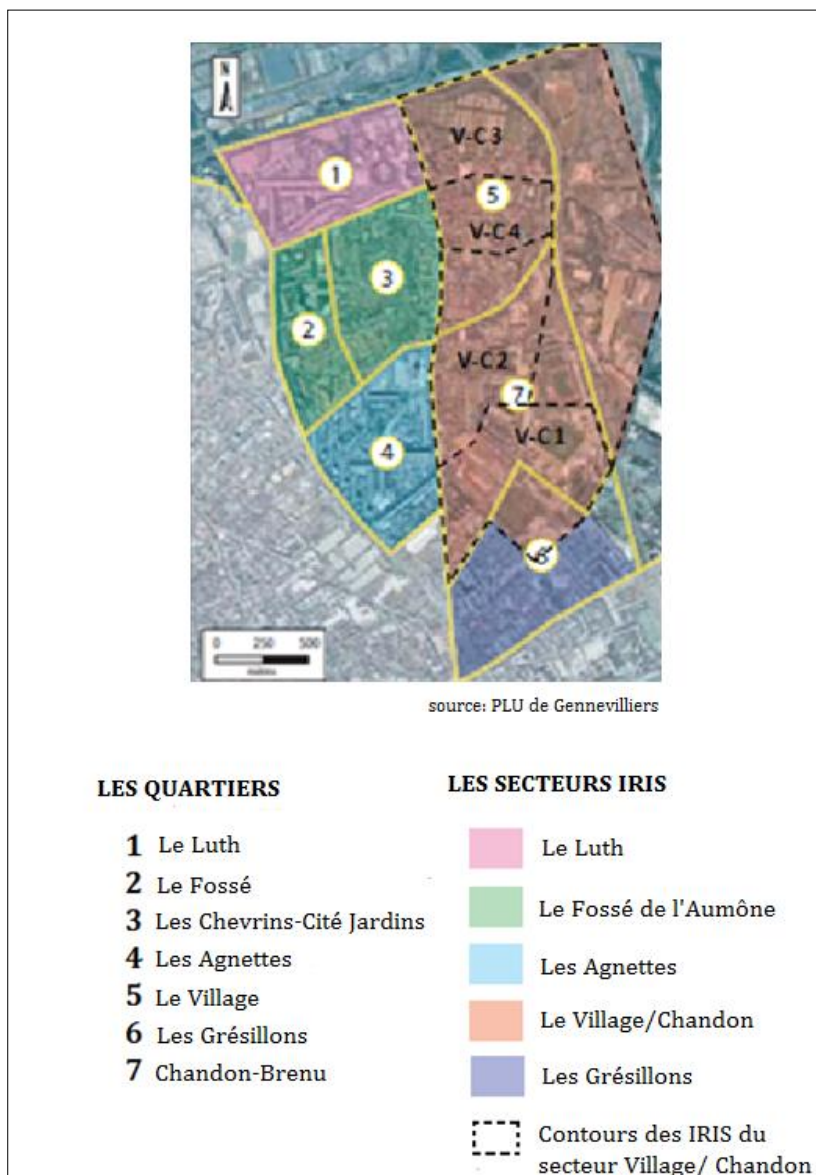 N
V-C3
1
5
V-C4
3
2
V-C2
7
V-C1
4
6
0 250 500
mètres
source: PLU de Gennevilliers
LES QUARTIERS
1 Le Luth
2 Le Fossé
3 Les Chevrins-Cité Jardins
4 Les Agnettes
5 Le Village
6 Les Grésillons
7 Chandon-Brenu
LES SECTEURS IRIS
Le Luth
Le Fossé de l'Aumône
Les Agnettes
Le Village/Chandon
Les Grésillons
Contours des IRIS du
secteur Village/ Chandon